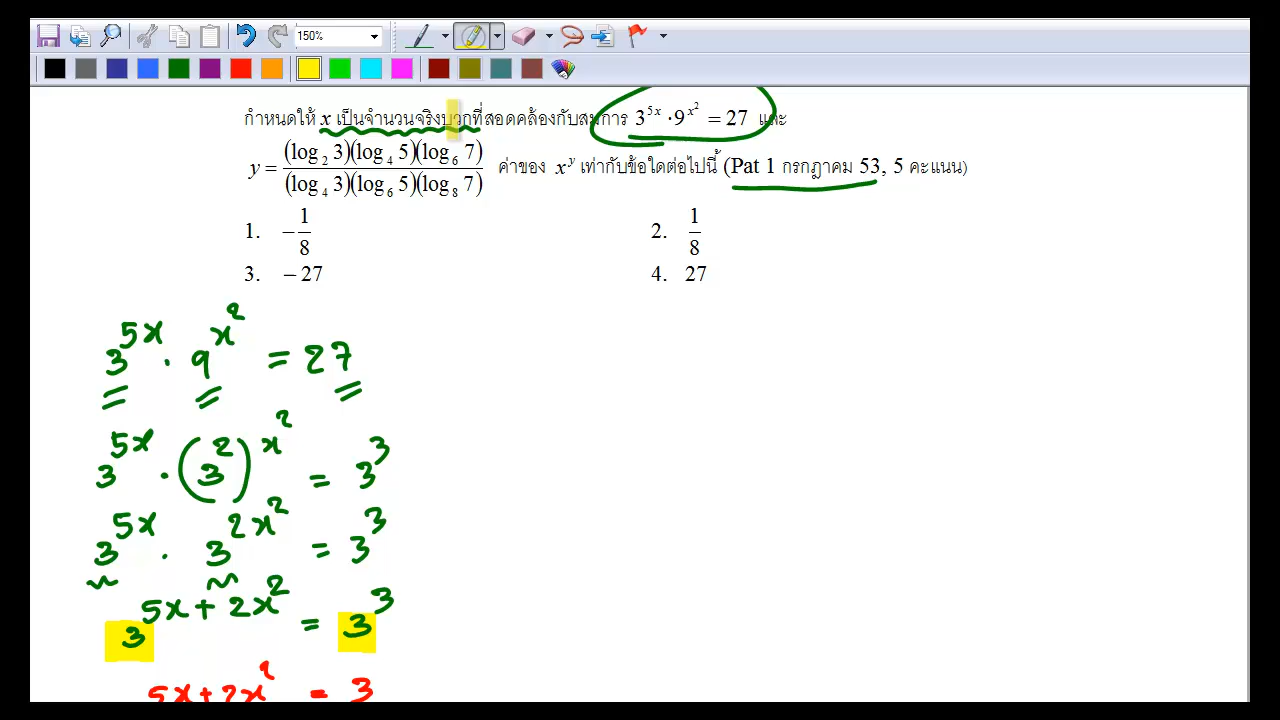 150%
กำหนดให้ x เป็นจำนวนจริงบวกที่สอดคล้องกับสมการ 3^{5x} · 9^{x^2} = 27 และ
y = \frac{(log_2 3)(log_4 5)(log_6 7)}{(log_4 3)(log_6 5)(log_8 7)} ค่าของ x^y เท่ากับข้อใดต่อไปนี้ (Pat 1 กรกฎาคม 53, 5 คะแนน)
1. -\frac{1}{8} 2. \frac{1}{8}
3. -27 4. 27
3^{5x} · 9^{x^2} = 27
3^{5x} · (3^2)^{x^2} = 3^3
3^{5x} · 3^{2x^2} = 3^3
3^{5x+2x^2} = 3^3
5x+2x^2 = 3